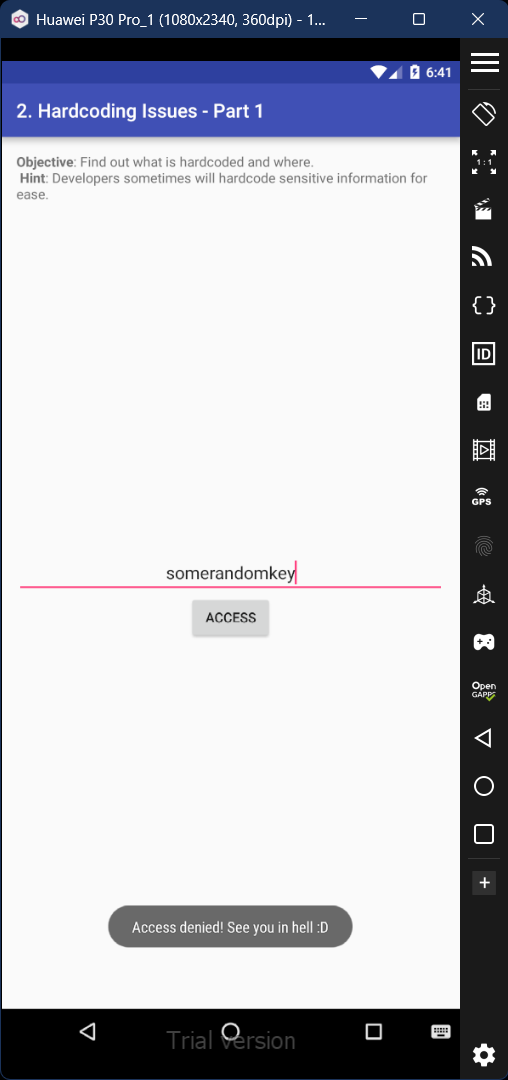 Huawei P30 Pro_1 (1080x2340, 360dpi) - 1...
6:41
2. Hardcoding Issues - Part 1
Objective: Find out what is hardcoded and where.
Hint: Developers sometimes will hardcode sensitive information for
ease.
1:1
ID
GPS
somerandomkey
ACCESS
Open
GAPPS
Access denied! See you in hell :D
Trial version